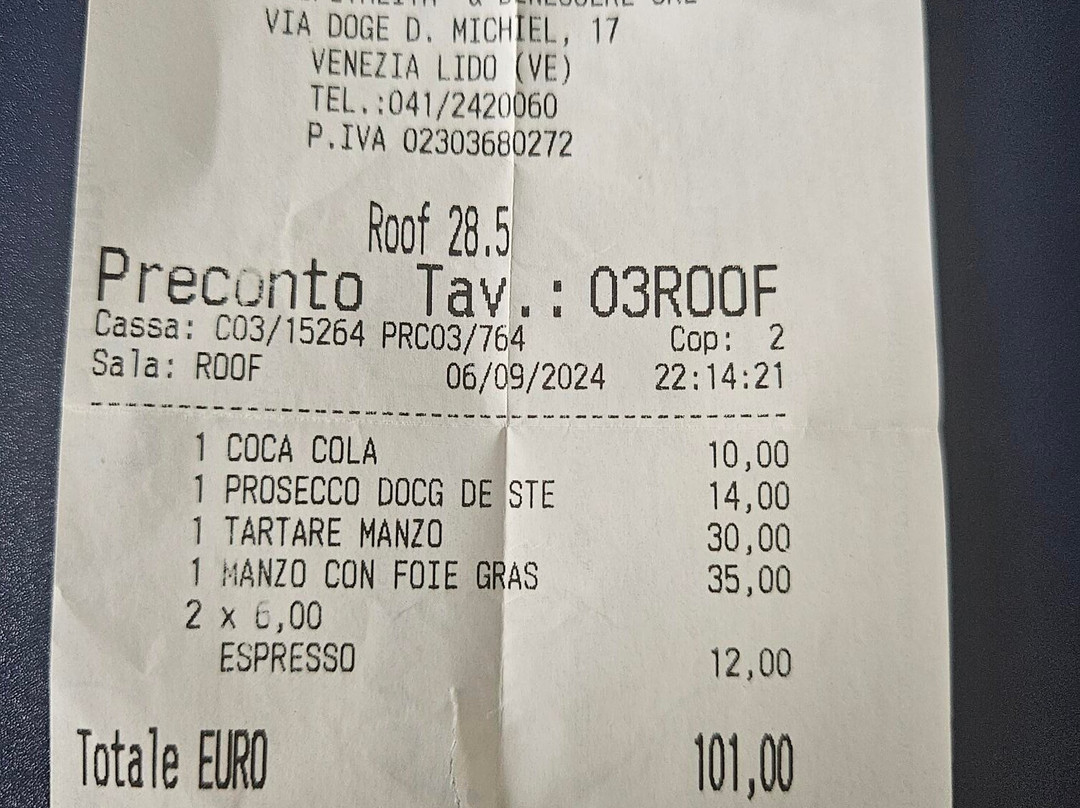 & BENESSERE SRL
VIA DOGE D. MICHIEL, 17
VENEZIA LIDO (VE)
TEL.:041/2420060
P.IVA 02303680272
Roof 28.5
Preconto Tav.: 03ROOF
Cassa: C03/15264 PRC03/764 Cop: 2
Sala: ROOF 06/09/2024 22:14:21
1 COCA COLA 10,00
1 PROSECCO DOCG DE STE 14,00
1 TARTARE MANZO 30,00
1 MANZO CON FOIE GRAS 35,00
2 x 6,00
ESPRESSO 12,00
Totale EURO 101,00